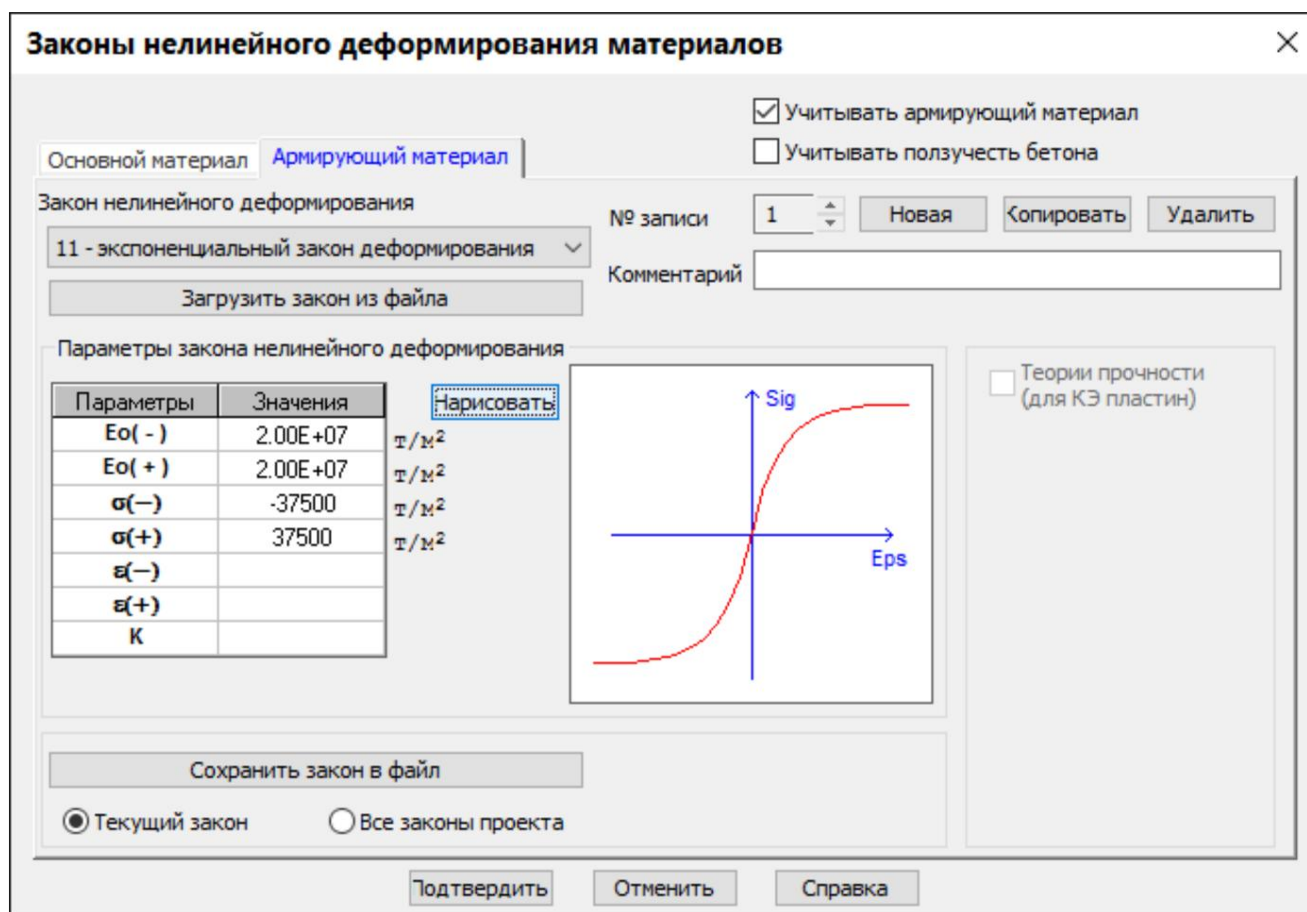 Законы нелинейного деформирования материалов
Учитывать армирующий материал
Учитывать ползучесть бетона
Основной материал Армирующий материал
Закон нелинейного деформирования
№ записи 1 Новая Копировать Удалить
11 - экспоненциальный закон деформирования
Комментарий
Загрузить закон из файла
Параметры закона нелинейного деформирования
Теории прочности
(для КЭ пластин)
Параметры Значения Нарисовать
Eo( - ) 2.00E+07 т/м²
Eo( + ) 2.00E+07 т/м²
σ(−) -37500 т/м²
σ(+) 37500 т/м²
ε(−)
ε(+)
К
Sig
Eps
Сохранить закон в файл
Текущий закон Все законы проекта
Подтвердить Отменить Справка